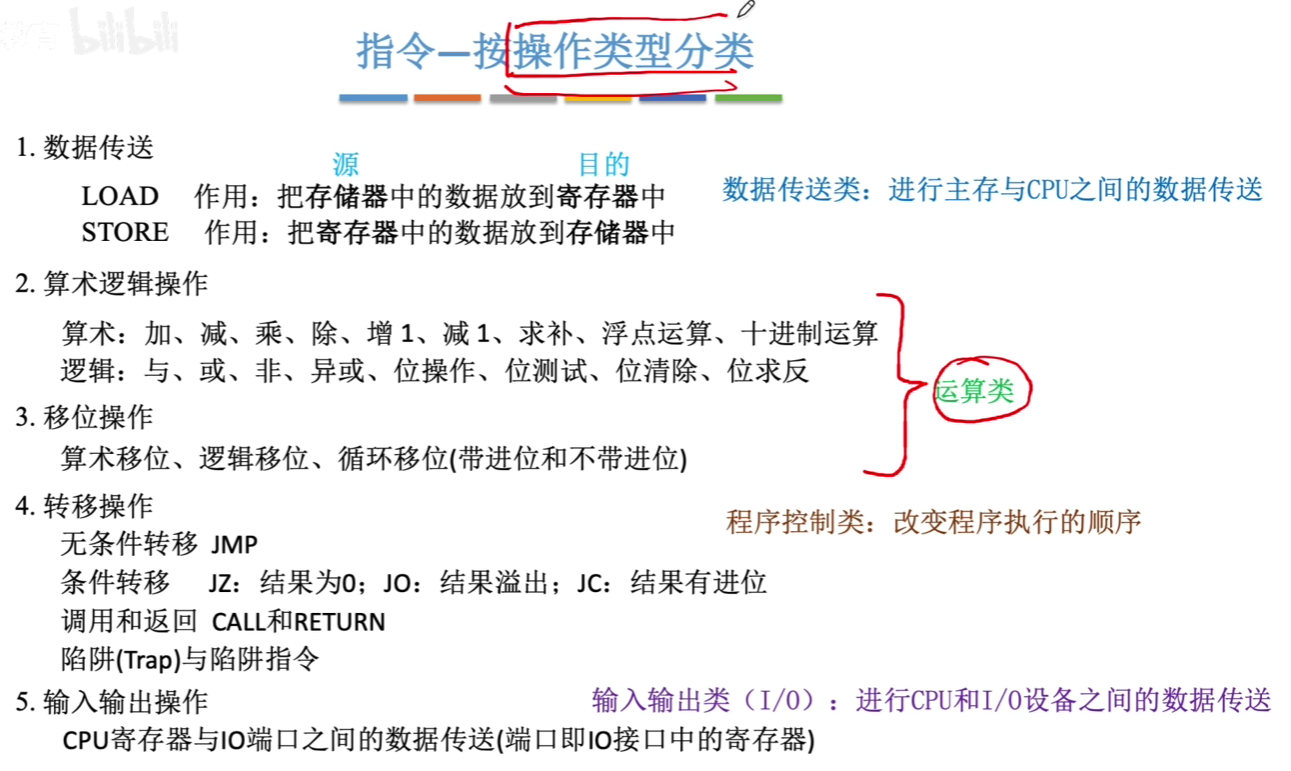 bilibili
指令—按操作类型分类
1. 数据传送
源 目的
LOAD 作用：把存储器中的数据放到寄存器中
数据传送类：进行主存与CPU之间的数据传送
STORE 作用：把寄存器中的数据放到存储器中
2. 算术逻辑操作
算术：加、减、乘、除、增 1、减 1、求补、浮点运算、十进制运算
逻辑：与、或、非、异或、位操作、位测试、位清除、位求反
运算类
3. 移位操作
算术移位、逻辑移位、循环移位(带进位和不带进位)
4. 转移操作
程序控制类：改变程序执行的顺序
无条件转移 JMP
条件转移 JZ：结果为0；JO：结果溢出；JC：结果有进位
调用和返回 CALL和RETURN
陷阱(Trap)与陷阱指令
5. 输入输出操作
输入输出类（I/O）：进行CPU和I/O设备之间的数据传送
CPU寄存器与IO端口之间的数据传送(端口即IO接口中的寄存器)